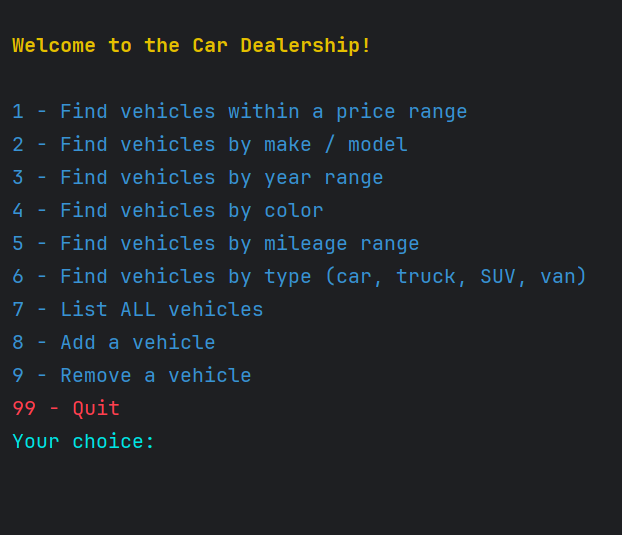 Welcome to the Car Dealership!
1 - Find vehicles within a price range
2 - Find vehicles by make / model
3 - Find vehicles by year range
4 - Find vehicles by color
5 - Find vehicles by mileage range
6 - Find vehicles by type (car, truck, SUV, van)
7 - List ALL vehicles
8 - Add a vehicle
9 - Remove a vehicle
99 - Quit
Your choice: